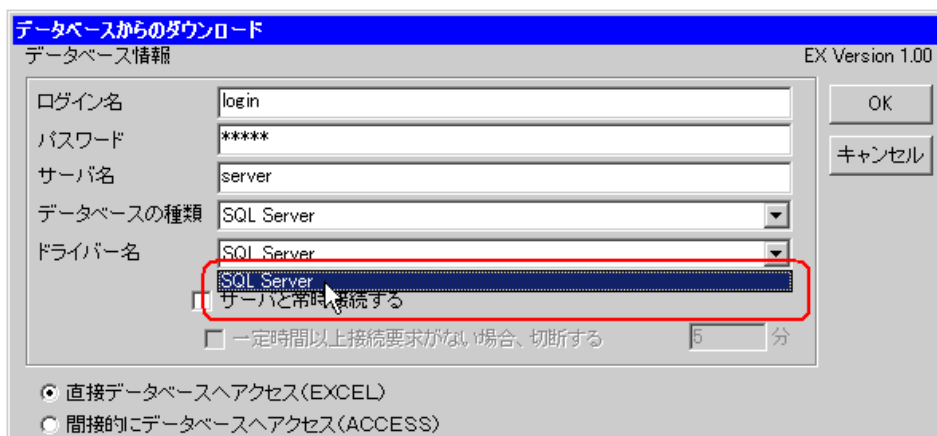 データベースからのダウンロード
データベース情報
EX Version 1.00
ログイン名
login
OK
パスワード
*****
キャンセル
サーバ名
server
データベースの種類
SQL Server
ドライバー名
SQL Server
SQL Server
サーバと常時接続する
一定時間以上接続要求がない場合、切断する
5
分
直接データベースへアクセス(EXCEL)
間接的にデータベースへアクセス(ACCESS)